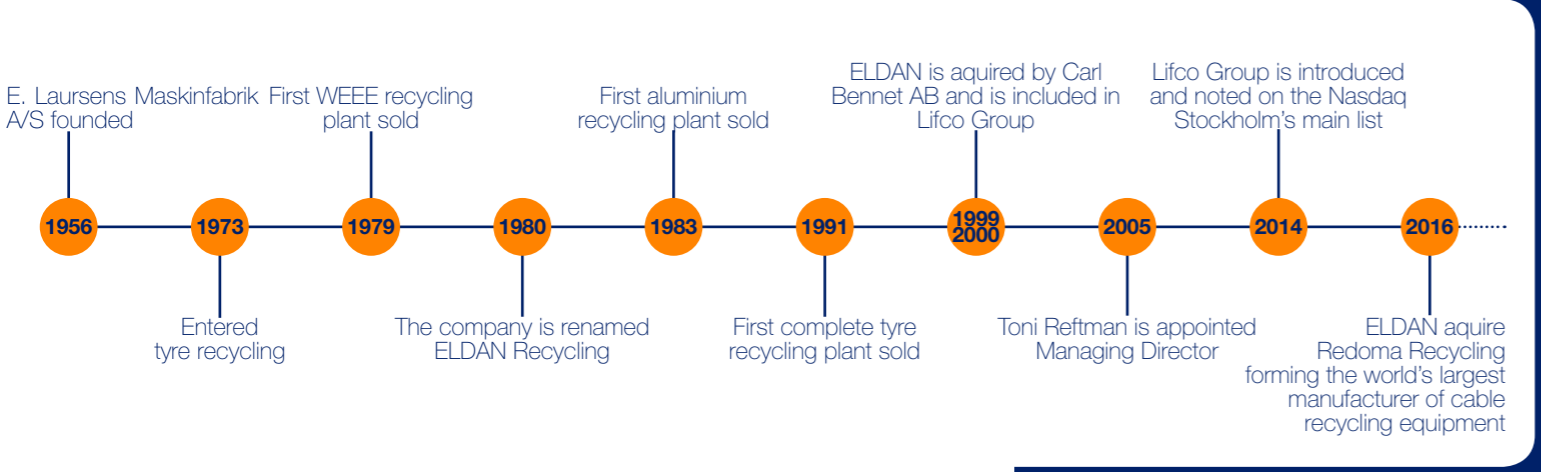 E. Laursens Maskinfabrik
A/S founded
1956
1973
Entered
tyre recycling
First WEEE recycling
plant sold
1979
1980
The company is renamed
ELDAN Recycling
First aluminium
recycling plant sold
1983
1991
First complete tyre
recycling plant sold
ELDAN is aquired by Carl
Bennet AB and is included in
Lifco Group
1999
2000
2005
Toni Reftman is appointed
Managing Director
Lifco Group is introduced
and noted on the Nasdaq
Stockholm's main list
2014
2016
ELDAN aquire
Redoma Recycling
forming the world's largest
manufacturer of cable
recycling equipment